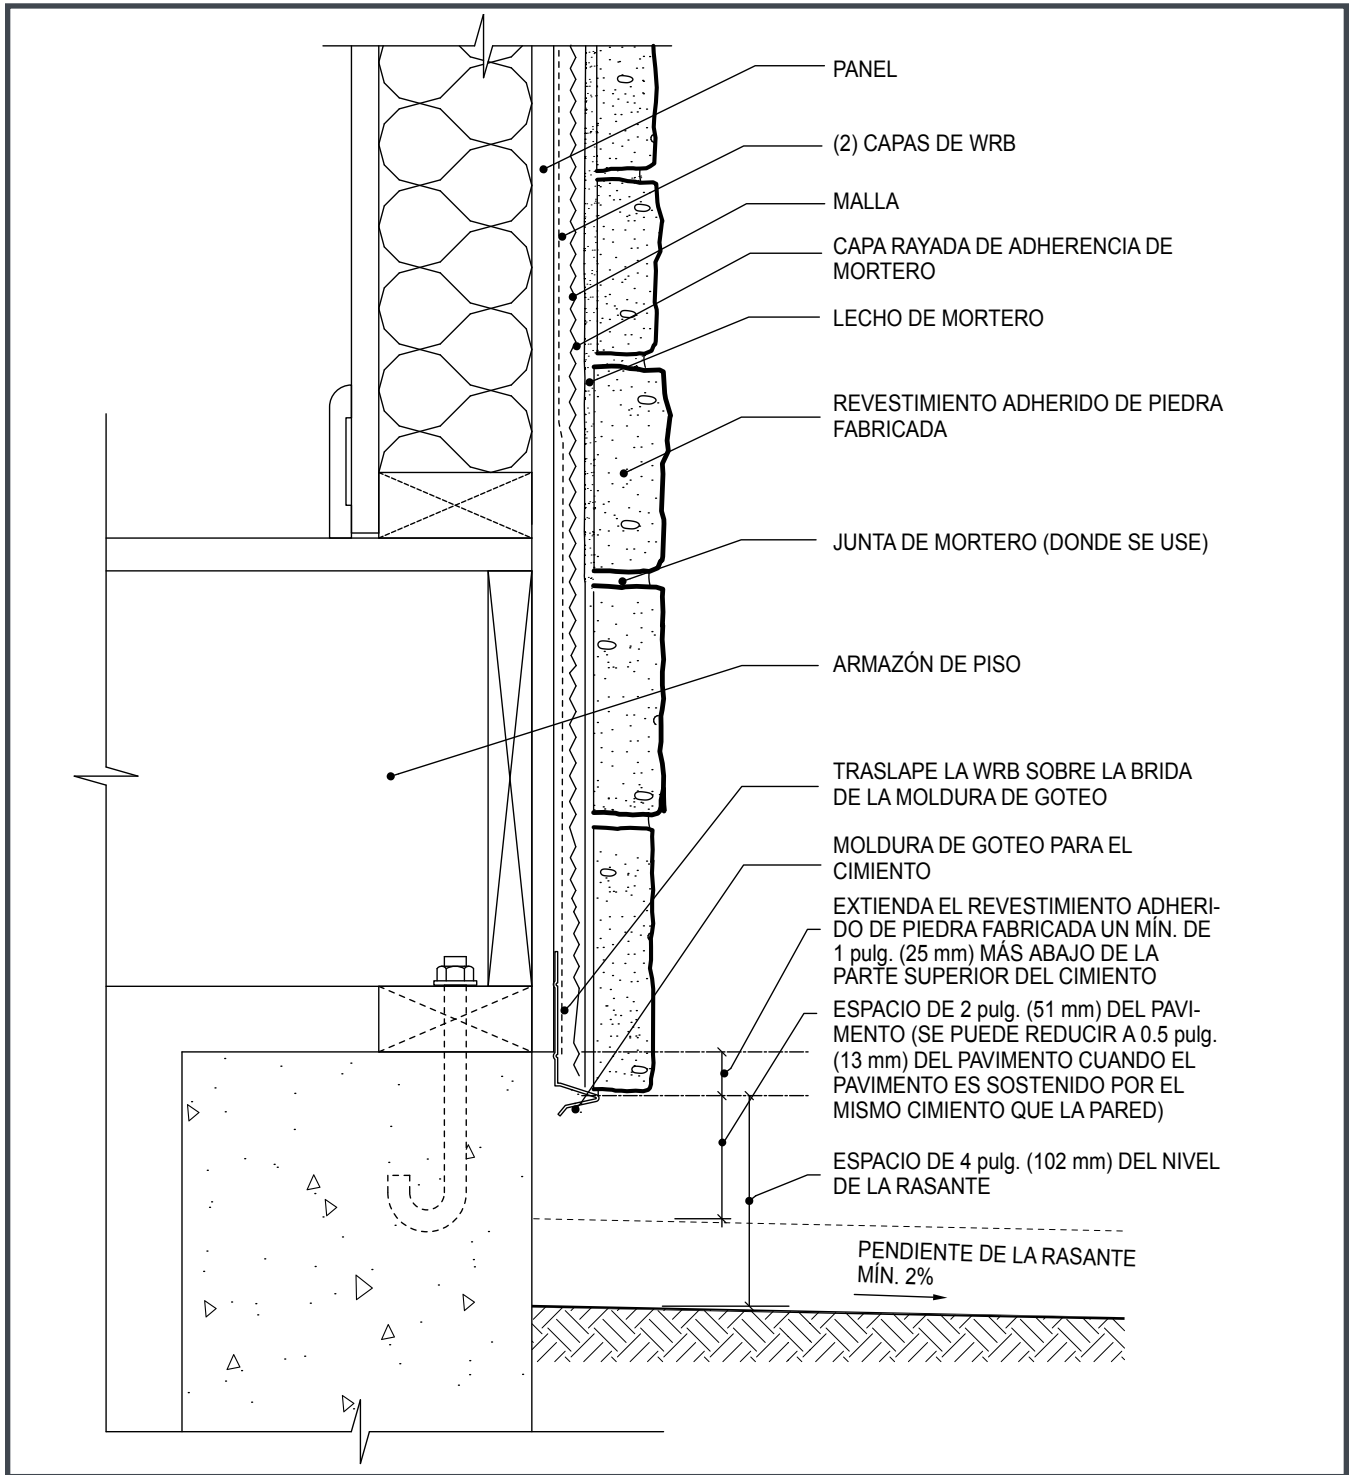 PANEL
(2) CAPAS DE WRB
MALLA
CAPA RAYADA DE ADHERENCIA DE
MORTERO
LECHO DE MORTERO
REVESTIMIENTO ADHERIDO DE PIEDRA
FABRICADA
JUNTA DE MORTERO (DONDE SE USE)
ARMAZÓN DE PISO
TRASLAPE LA WRB SOBRE LA BRIDA
DE LA MOLDURA DE GOTEO
MOLDURA DE GOTEO PARA EL
CIMIENTO
EXTIENDA EL REVESTIMIENTO ADHERI-
DO DE PIEDRA FABRICADA UN MÍN. DE
1 pulg. (25 mm) MÁS ABAJO DE LA
PARTE SUPERIOR DEL CIMIENTO
ESPACIO DE 2 pulg. (51 mm) DEL PAVI-
MENTO (SE PUEDE REDUCIR A 0.5 pulg.
(13 mm) DEL PAVIMENTO CUANDO EL
PAVIMENTO ES SOSTENIDO POR EL
MISMO CIMIENTO QUE LA PARED)
ESPACIO DE 4 pulg. (102 mm) DEL NIVEL
DE LA RASANTE
PENDIENTE DE LA RASANTE
MÍN. 2%